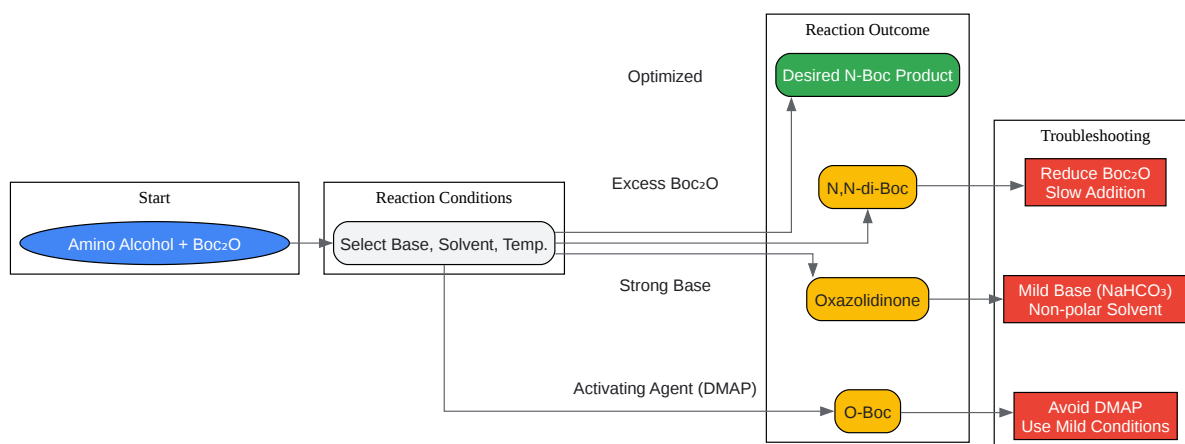 Start
Amino Alcohol + Boc₂O
Reaction Conditions
Select Base, Solvent, Temp.
Optimized
Excess Boc₂O
Strong Base
Activating Agent (DMAP)
Reaction Outcome
Desired N-Boc Product
N,N-di-Boc
Oxazolidinone
O-Boc
Troubleshooting
Reduce Boc₂O
Slow Addition
Mild Base (NaHCO₃)
Non-polar Solvent
Avoid DMAP
Use Mild Conditions